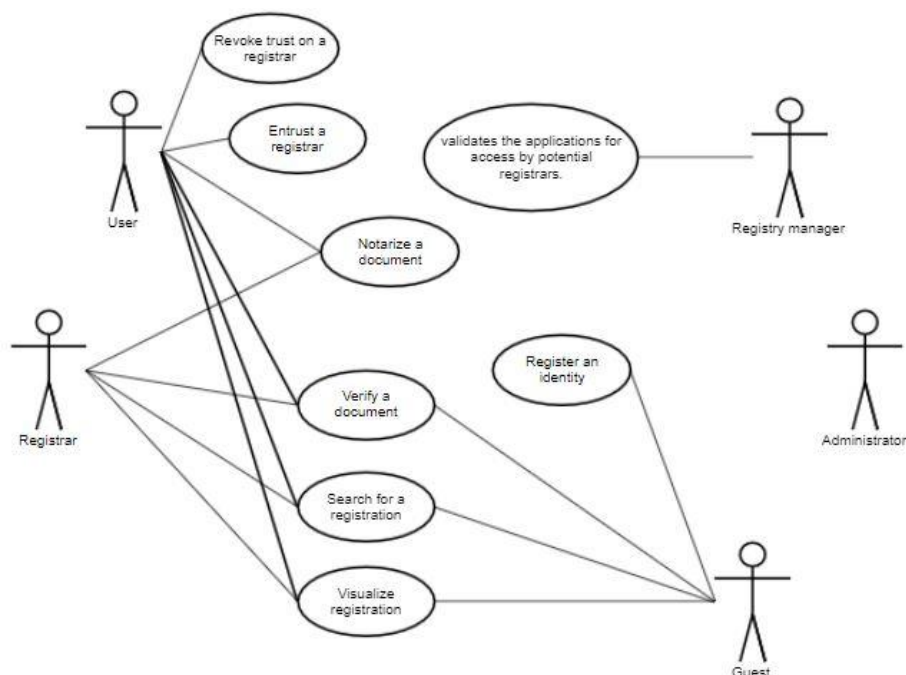 Revoke trust on a
registrar
Entrust a
registrar
validates the applications for
access by potential
registrars.
User
Registry manager
Notarize a
document
Register an
identity
Verify a
document
Registrar
Administrator
Search for a
registration
Visualize
registration
Guest